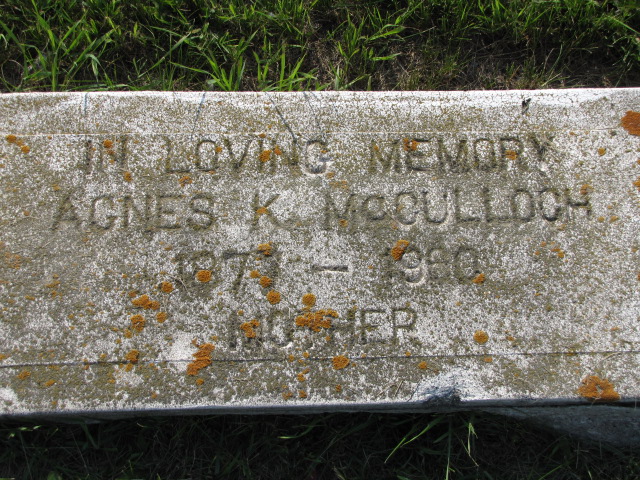 IN LOVING MEMORY
AGNES K. McCULLOCH
MOTHER